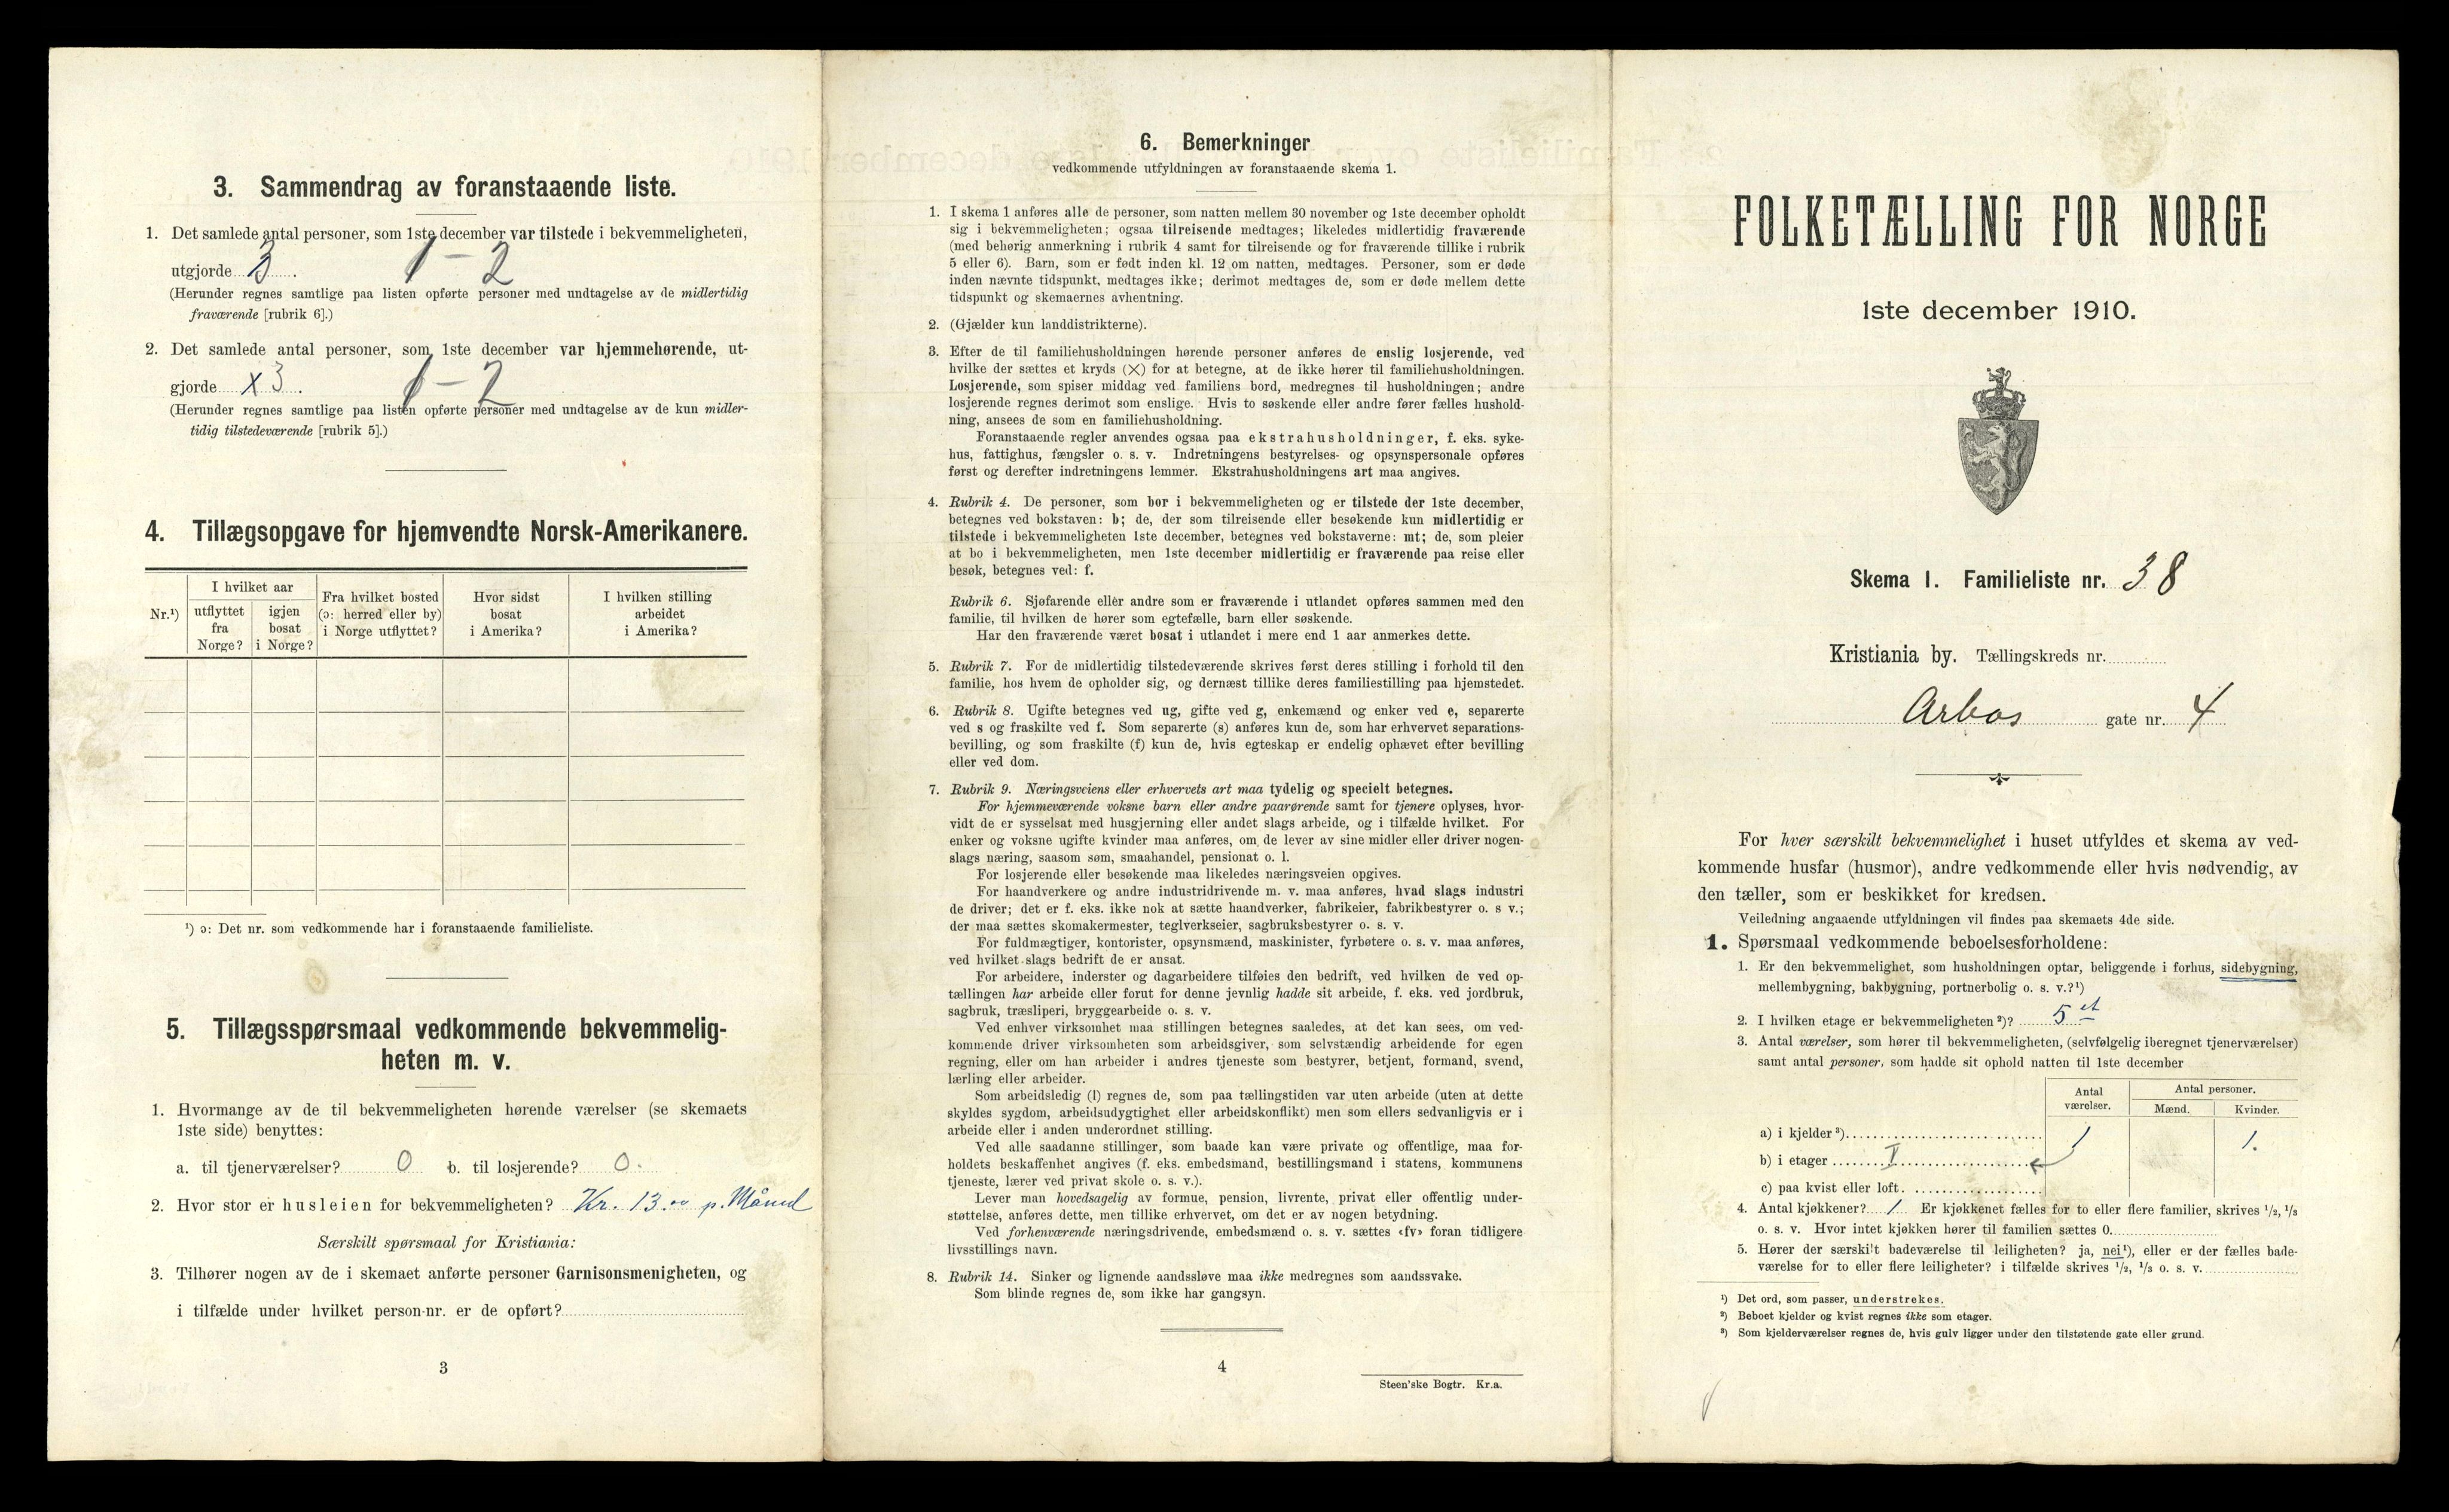 3. Sammendrag av foranstaaende liste.
1. Det samlede antal personer, som 1ste december var tilstede i bekvemmeligheten,
utgjorde 3. 1 – 2
(Herunder regnes samtlige paa listen opførte personer med undtagelse av de midlertidig
fraværende [rubrik 6].)
2. Det samlede antal personer, som 1ste december var hjemmehørende, ut-
gjorde x 3. 1 – 2
(Herunder regnes samtlige paa listen opførte personer med undtagelse av de kun midler-
tidig tilstedeværende [rubrik 5].)
4. Tillægsopgave for hjemvendte Norsk-Amerikanere.
Nr.¹)
I hvilket aar
utflyttet
fra
Norge?
igjen
bosat
i Norge?
Fra hvilket bosted
(ɔ: herred eller by)
i Norge utflyttet?
Hvor sidst
bosat
i Amerika?
I hvilken stilling
arbeidet
i Amerika?
¹) ɔ: Det nr. som vedkommende har i foranstaaende familieliste.
5. Tillægsspørsmaal vedkommende bekvemmelig-
heten m. v.
1. Hvormange av de til bekvemmeligheten hørende værelser (se skemaets
1ste side) benyttes:
a. til tjenerværelser? 0 b. til losjerende? 0.
2. Hvor stor er husleien for bekvemmeligheten? Kr. 13.00 p. Måned
Særskilt spørsmaal for Kristiania:
3. Tilhører nogen av de i skemaet anførte personer Garnisonsmenigheten, og
i tilfælde under hvilket person-nr. er de opført?
3
6. Bemerkninger
vedkommende utfyldningen av foranstaaende skema 1.
1. I skema 1 anføres alle de personer, som natten mellem 30 november og 1ste december opholdt
sig i bekvemmeligheten; ogsaa tilreisende medtages; likeledes midlertidig fraværende
(med behørig anmerkning i rubrik 4 samt for tilreisende og for fraværende tillike i rubrik
5 eller 6). Barn, som er født inden kl. 12 om natten, medtages. Personer, som er døde
inden nævnte tidspunkt, medtages ikke; derimot medtages de, som er døde mellem dette
tidspunkt og skemaernes avhentning.
2. (Gjælder kun landdistrikterne).
3. Efter de til familiehusholdningen hørende personer anføres de enslig losjerende, ved
hvilke der sættes et kryds (✕) for at betegne, at de ikke hører til familiehusholdningen.
Losjerende, som spiser middag ved familiens bord, medregnes til husholdningen; andre
losjerende regnes derimot som enslige. Hvis to søskende eller andre fører fælles hushold-
ning, ansees de som en familiehusholdning.
Foranstaaende regler anvendes ogsaa paa ekstrahusholdninger, f. eks. syke-
hus, fattighus, fængsler o. s. v. Indretningens bestyrelses- og opsynspersonale opføres
først og derefter indretningens lemmer. Ekstrahusholdningens art maa angives.
4. Rubrik 4. De personer, som bor i bekvemmeligheten og er tilstede der 1ste december,
betegnes ved bokstaven: b; de, der som tilreisende eller besøkende kun midlertidig er
tilstede i bekvemmeligheten 1ste december, betegnes ved bokstaverne: mt; de, som pleier
at bo i bekvemmeligheten, men 1ste december midlertidig er fraværende paa reise eller
besøk, betegnes ved: f.
Rubrik 6. Sjøfarende eller andre som er fraværende i utlandet opføres sammen med den
familie, til hvilken de hører som egtefælle, barn eller søskende.
Har den fraværende været bosat i utlandet i mere end 1 aar anmerkes dette.
5. Rubrik 7. For de midlertidig tilstedeværende skrives først deres stilling i forhold til den
familie, hos hvem de opholder sig, og dernæst tillike deres familiestilling paa hjemstedet.
6. Rubrik 8. Ugifte betegnes ved ug, gifte ved g, enkemænd og enker ved e, separerte
ved s og fraskilte ved f. Som separerte (s) anføres kun de, som har erhvervet separations-
bevilling, og som fraskilte (f) kun de, hvis egteskap er endelig ophævet efter bevilling
eller ved dom.
7. Rubrik 9. Næringsveiens eller erhvervets art maa tydelig og specielt betegnes.
For hjemmeværende voksne barn eller andre paarørende samt for tjenere oplyses, hvor-
vidt de er sysselsat med husgjerning eller andet slags arbeide, og i tilfælde hvilket. For
enker og voksne ugifte kvinder maa anføres, om de lever av sine midler eller driver nogen-
slags næring, saasom søm, smaahandel, pensionat o. l.
For losjerende eller besøkende maa likeledes næringsveien opgives.
For haandverkere og andre industridrivende m. v. maa anføres, hvad slags industri
de driver; det er f. eks. ikke nok at sætte haandverker, fabrikeier, fabrikbestyrer o. s v.;
der maa sættes skomakermester, teglverkseier, sagbruksbestyrer o. s. v.
For fuldmægtiger, kontorister, opsynsmænd, maskinister, fyrbøtere o. s. v. maa anføres,
ved hvilket slags bedrift de er ansat.
For arbeidere, inderster og dagarbeidere tilføies den bedrift, ved hvilken de ved op-
tællingen har arbeide eller forut for denne jevnlig hadde sit arbeide, f. eks. ved jordbruk,
sagbruk, træsliperi, bryggearbeide o. s. v.
Ved enhver virksomhet maa stillingen betegnes saaledes, at det kan sees, om ved-
kommende driver virksomheten som arbeidsgiver, som selvstændig arbeidende for egen
regning, eller om han arbeider i andres tjeneste som bestyrer, betjent, formand, svend,
lærling eller arbeider.
Som arbeidsledig (l) regnes de, som paa tællingstiden var uten arbeide (uten at dette
skyldes sygdom, arbeidsudygtighet eller arbeidskonflikt) men som ellers sedvanligvis er i
arbeide eller i anden underordnet stilling.
Ved alle saadanne stillinger, som baade kan være private og offentlige, maa for-
holdets beskaffenhet angives (f. eks. embedsmand, bestillingsmand i statens, kommunens
tjeneste, lærer ved privat skole o. s. v.).
Lever man hovedsagelig av formue, pension, livrente, privat eller offentlig under-
støttelse, anføres dette, men tillike erhvervet, om det er av nogen betydning.
Ved forhenværende næringsdrivende, embedsmænd o. s. v. sættes «fv» foran tidligere
livsstillings navn.
8. Rubrik 14. Sinker og lignende aandssløve maa ikke medregnes som aandssvake.
Som blinde regnes de, som ikke har gangsyn.
4
Steen'ske Bogtr. Kr.a.
FOLKETÆLLING FOR NORGE
1ste december 1910.
Skema 1. Familieliste nr. 38
Kristiania by. Tællingskreds nr.
Arbos gate nr. 4
For hver særskilt bekvemmelighet i huset utfyldes et skema av ved-
kommende husfar (husmor), andre vedkommende eller hvis nødvendig, av
den tæller, som er beskikket for kredsen.
Veiledning angaaende utfyldningen vil findes paa skemaets 4de side.
1. Spørsmaal vedkommende beboelsesforholdene:
1. Er den bekvemmelighet, som husholdningen optar, beliggende i forhus, sidebygning,
mellembygning, bakbygning, portnerbolig o. s. v.?¹)
2. I hvilken etage er bekvemmeligheten²)? 5 et
3. Antal værelser, som hører til bekvemmeligheten, (selvfølgelig iberegnet tjenerværelser)
samt antal personer, som hadde sit ophold natten til 1ste december
Antal
værelser.
Antal personer.
Mænd. Kvinder.
a) i kjelder³) 1 1.
b) i etager I
c) paa kvist eller loft.
4. Antal kjøkkener? 1 Er kjøkkenet fælles for to eller flere familier, skrives ¹/₂, ¹/₃
o. s. v. Hvor intet kjøkken hører til familien sættes 0.
5. Hører der særskilt badeværelse til leiligheten? ja, nei¹), eller er der fælles bade-
værelse for to eller flere leiligheter? i tilfælde skrives ¹/₂, ¹/₃ o. s. v.
¹) Det ord, som passer, understrekes.
²) Beboet kjelder og kvist regnes ikke som etager.
³) Som kjelderværelser regnes de, hvis gulv ligger under den tilstøtende gate eller grund.